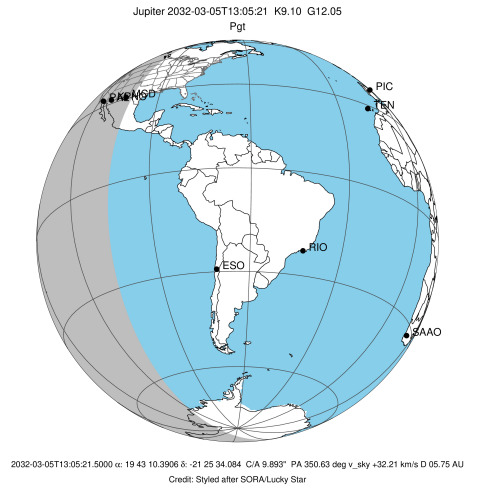 Jupiter 2032-03-05T13:05:21 K9.10 G12.05
Pgt
PIC
TEN
MCD
RIO
ESO
SAAO
2032-03-05T13:05:21.5000 α: 19 43 10.3906 δ: -21 25 34.084 C/A 9.893" PA 350.63 deg v_sky +32.21 km/s D 05.75 AU
Credit: Styled after SORA/Lucky Star